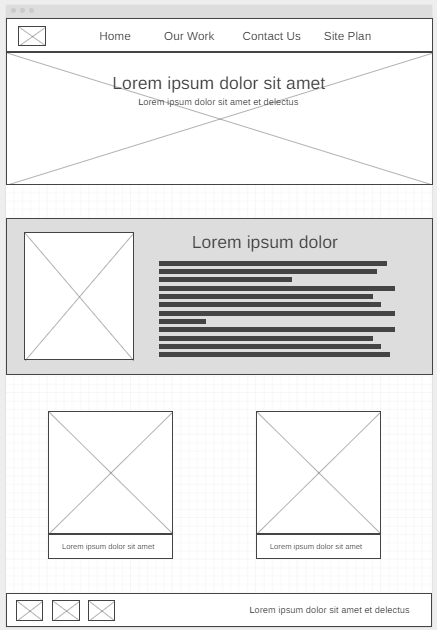 Home Our Work Contact Us Site Plan
Lorem ipsum dolor sit amet
Lorem ipsum dolor sit amet et delectus
Lorem ipsum dolor
Lorem ipsum dolor sit amet Lorem ipsum dolor sit amet
Lorem ipsum dolor sit amet et delectus